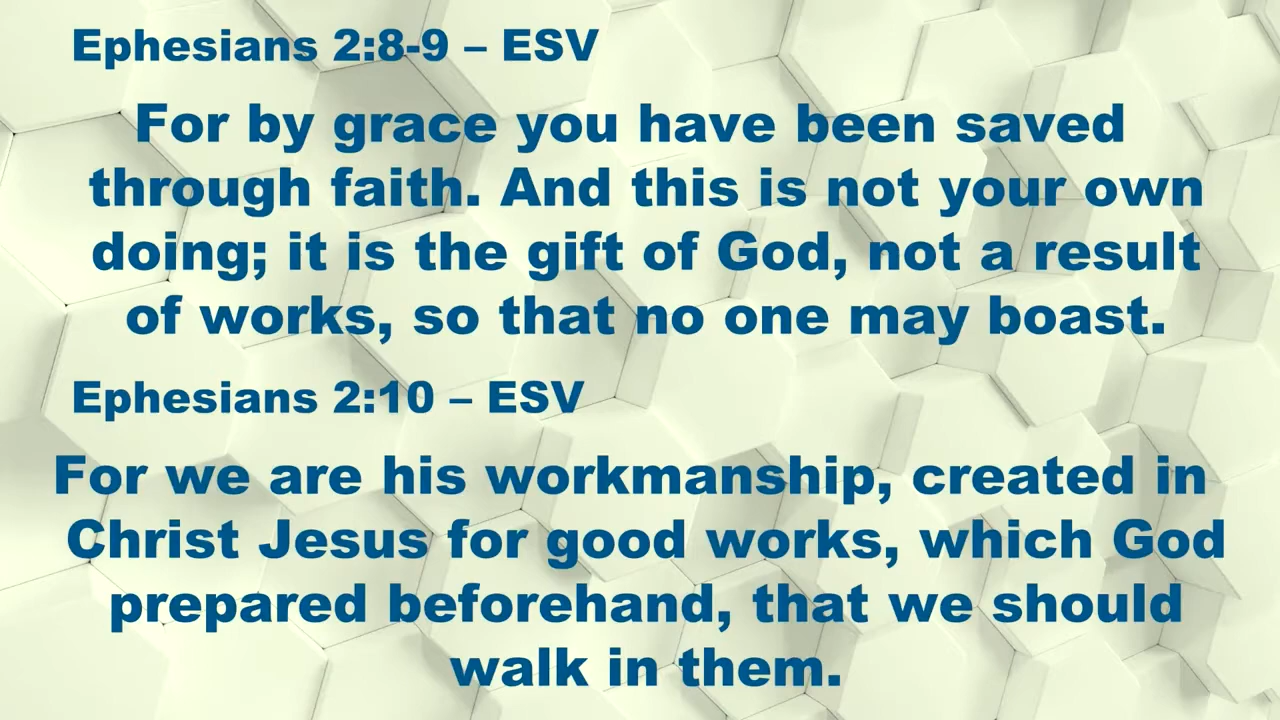 Ephesians 2:8-9 – ESV
For by grace you have been saved
through faith. And this is not your own
doing; it is the gift of God, not a result
of works, so that no one may boast.
Ephesians 2:10 – ESV
For we are his workmanship, created in
Christ Jesus for good works, which God
prepared beforehand, that we should
walk in them.